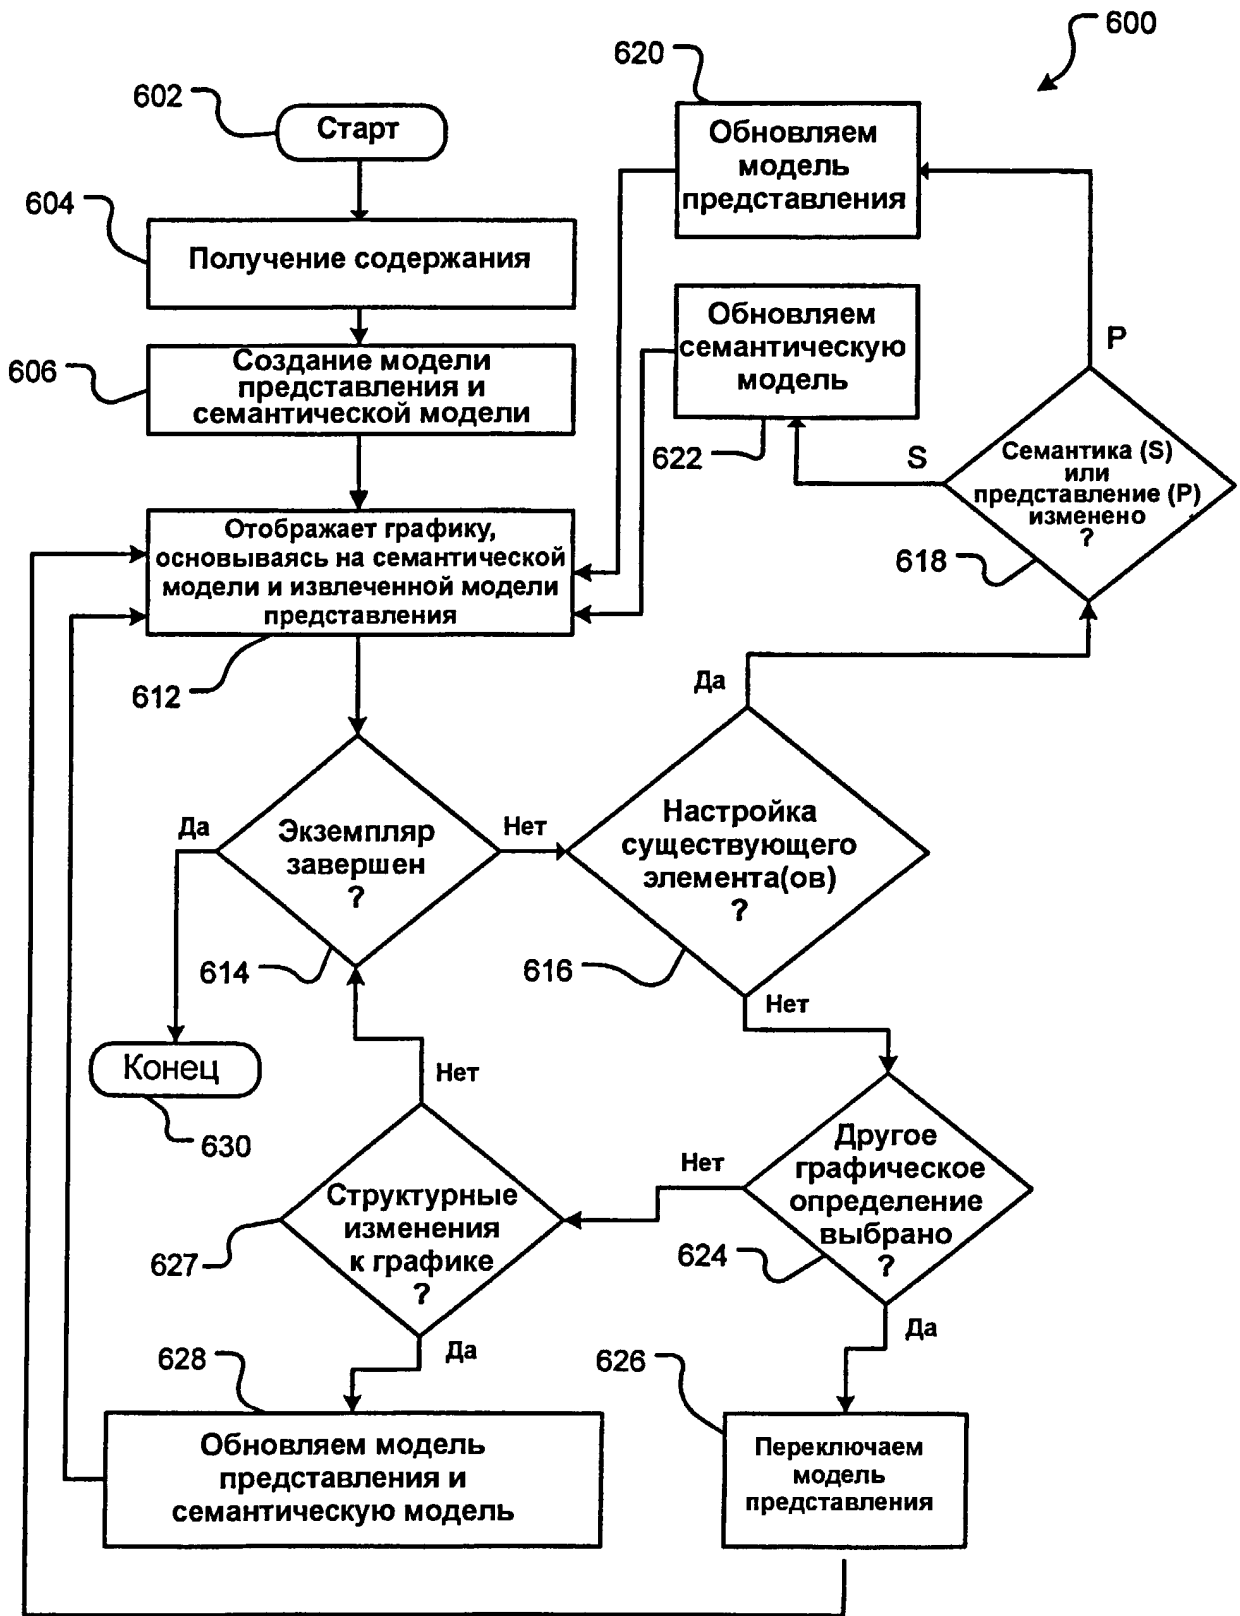 600
620
602
Старт
Обновляем
модель
представления
604
Получение содержания
Обновляем
семантическую
модель
P
606
Создание модели
представления и
семантической модели
622
S
Семантика (S)
или
представление (P)
изменено
?
618
Отображает графику,
основываясь на семантической
модели и извлеченной модели
представления
612
Да
Да
Экземпляр
завершен
?
Нет
Настройка
существующего
элемента(ов)
?
614
616
Нет
Конец
630
Нет
Другое
графическое
определение
выбрано
?
Нет
624
Структурные
изменения
к графике
?
627
Да
Да
628
626
Обновляем модель
представления и
семантическую модель
Переключаем
модель
представления